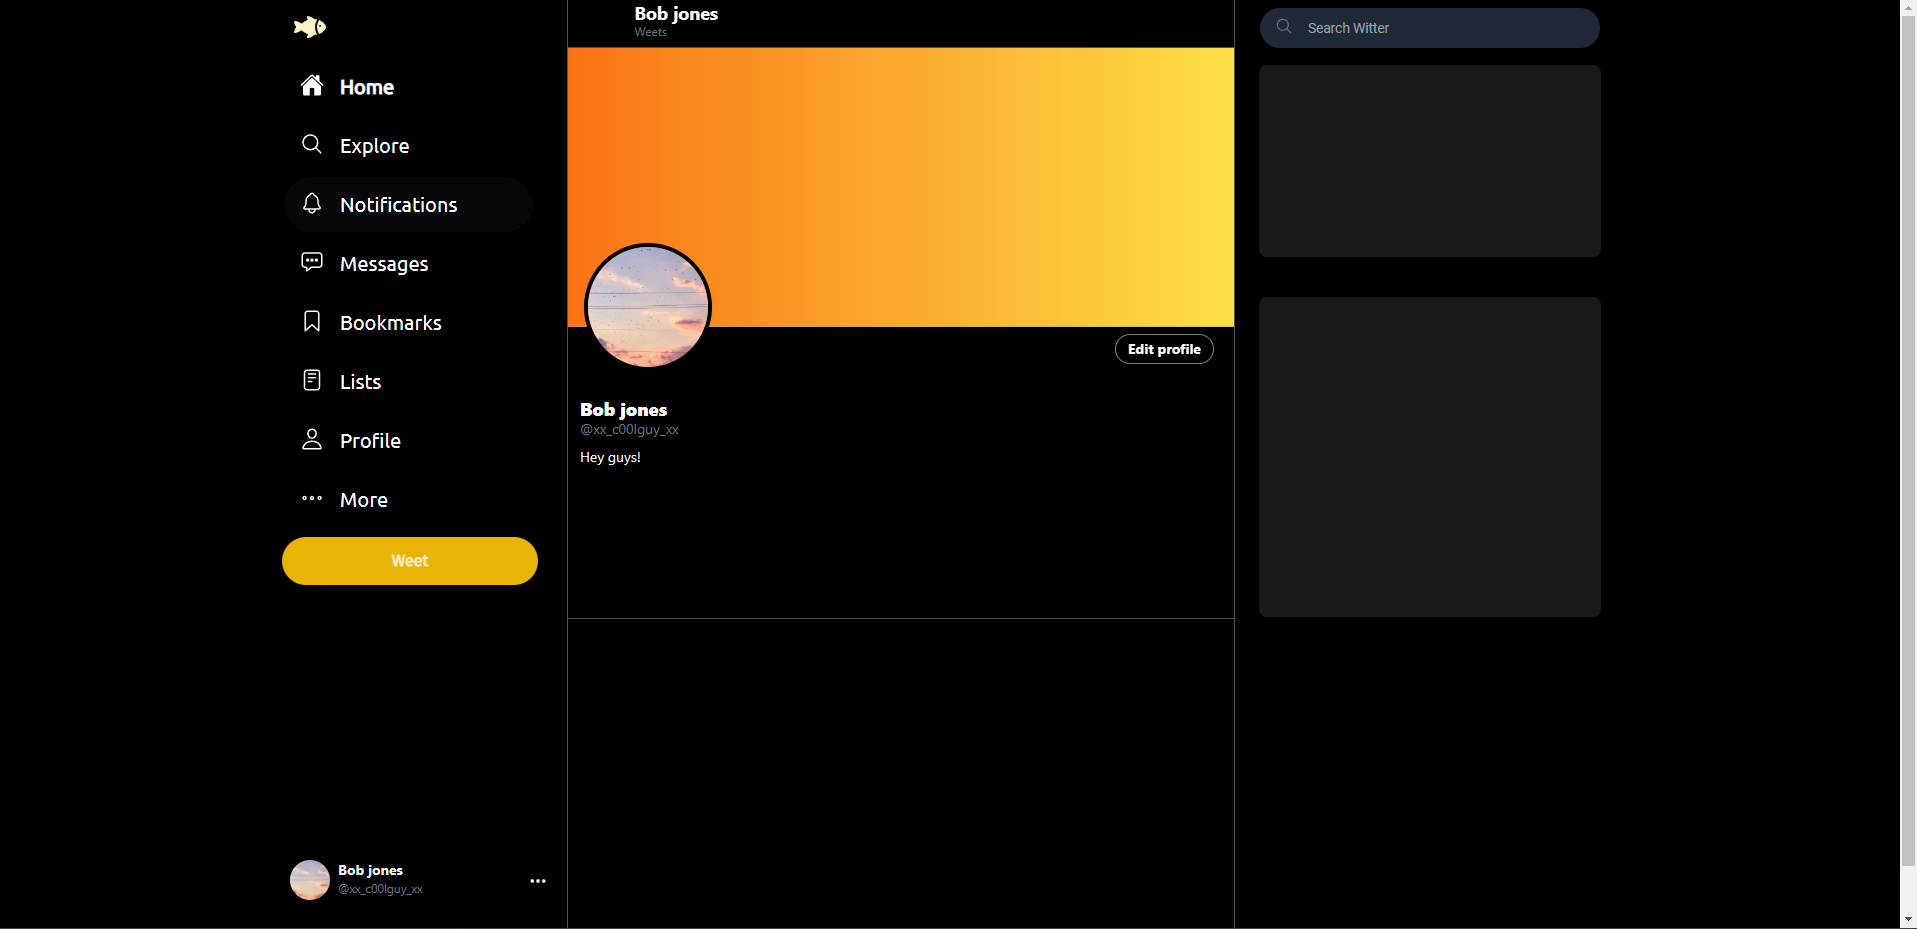 Home
Explore
Notifications
Messages
Bookmarks
Lists
Profile
More
Weet
Bob jones
@xx_c00lguy_xx
Bob jones
Weets
Edit profile
Bob jones
@xx_c00lguy_xx
Hey guys!
Search Witter